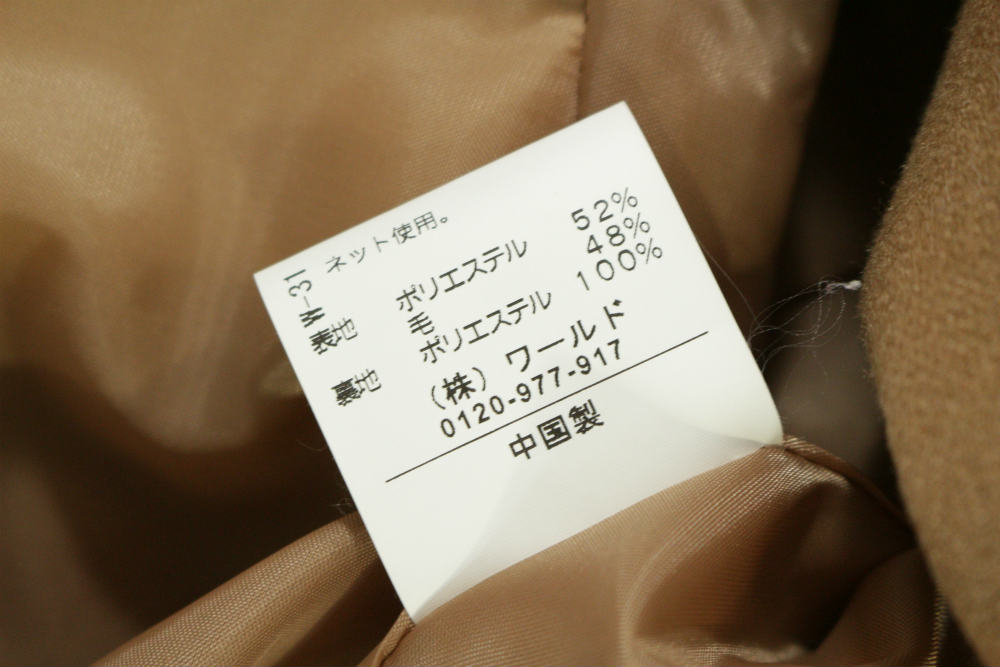 W-31 ネット使用。
表地 ポリエステル 52%
毛 48%
裏地 ポリエステル 100%
(株) ワールド
0120-977-917
中国製